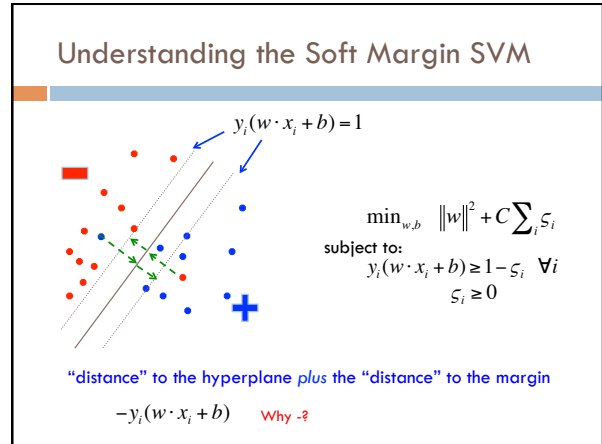 Understanding the Soft Margin SVM
y_i(w · x_i + b) = 1
min_{w,b} ‖w‖² + C∑_i ς_i
subject to:
y_i(w · x_i + b) ≥ 1 − ς_i ∀i
ς_i ≥ 0
“distance” to the hyperplane plus the “distance” to the margin
−y_i(w · x_i + b) Why -?